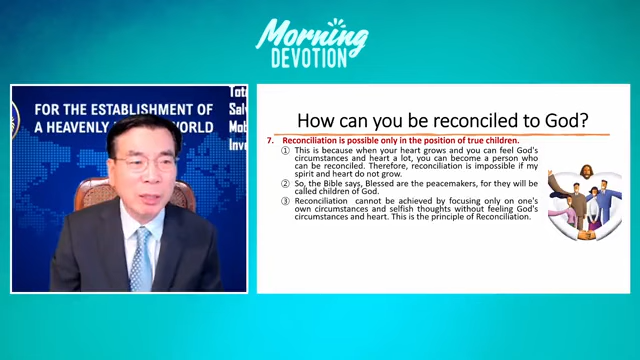 Morning
DEVOTION
FOR THE ESTABLISHMENT OF
A HEAVENLY
WORLD
Tota
Salv
Mob
Inv
How can you be reconciled to God?
7. Reconciliation is possible only in the position of true children.
① This is because when your heart grows and you can feel God's
circumstances and heart a lot, you can become a person who
can be reconciled. Therefore, reconciliation is impossible if my
spirit and heart do not grow.
② So, the Bible says, Blessed are the peacemakers, for they will be
called children of God.
③ Reconciliation cannot be achieved by focusing only on one's
own circumstances and selfish thoughts without feeling God's
circumstances and heart. This is the principle of Reconciliation.